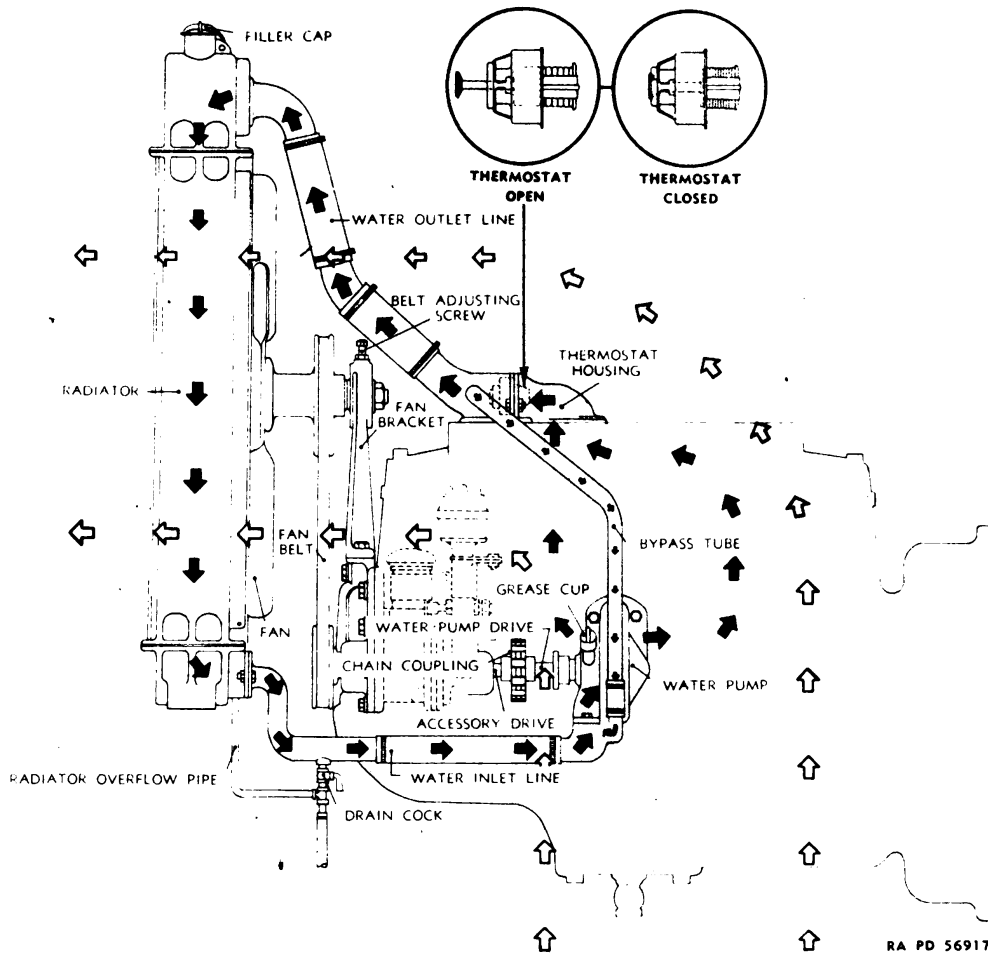 FILLER CAP
THERMOSTAT
OPEN
THERMOSTAT
CLOSED
WATER OUTLET LINE
BELT ADJUSTING
SCREW
THERMOSTAT
HOUSING
RADIATOR
FAN
BRACKET
FAN
BELT
BYPASS TUBE
GREASE CUP
FAN
WATER PUMP DRIVE
CHAIN COUPLING
WATER PUMP
ACCESSORY DRIVE
RADIATOR OVERFLOW PIPE
WATER INLET LINE
DRAIN COCK
RA PD 56917